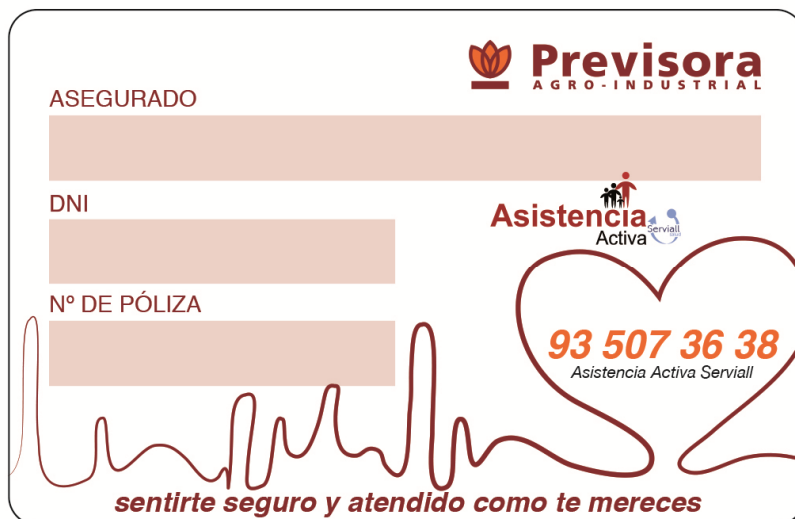 Previsora
AGRO-INDUSTRIAL
ASEGURADO
DNI
Asistencia
Activa
Serviall
Nº DE PÓLIZA
93 507 36 38
Asistencia Activa Serviall
sentirte seguro y atendido como te mereces